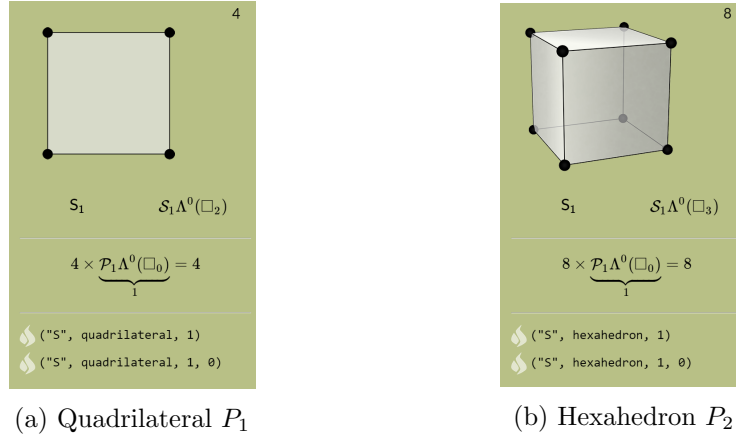 4
S₁ 𝒮₁Λ⁰(□₂)
4 × 𝒫₁Λ⁰(□₀) = 4
1
("S", quadrilateral, 1)
("S", quadrilateral, 1, 0)
(a) Quadrilateral P₁
8
S₁ 𝒮₁Λ⁰(□₃)
8 × 𝒫₁Λ⁰(□₀) = 8
1
("S", hexahedron, 1)
("S", hexahedron, 1, 0)
(b) Hexahedron P₂